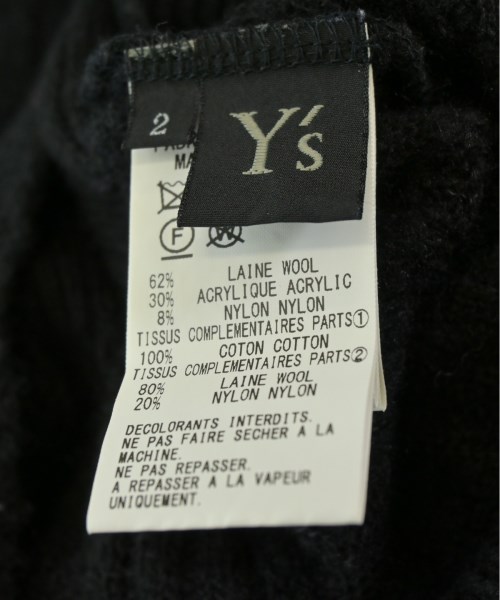 2
Y's
MA
F
W
62% LAINE WOOL
30% ACRYLIQUE ACRYLIC
8% NYLON NYLON
TISSUS COMPLEMENTAIRES PARTS①
100% COTON COTTON
TISSUS COMPLEMENTAIRES PARTS②
80% LAINE WOOL
20% NYLON NYLON
DECOLORANTS INTERDITS.
NE PAS FAIRE SECHER A LA
MACHINE.
NE PAS REPASSER.
A REPASSER A LA VAPEUR
UNIQUEMENT.